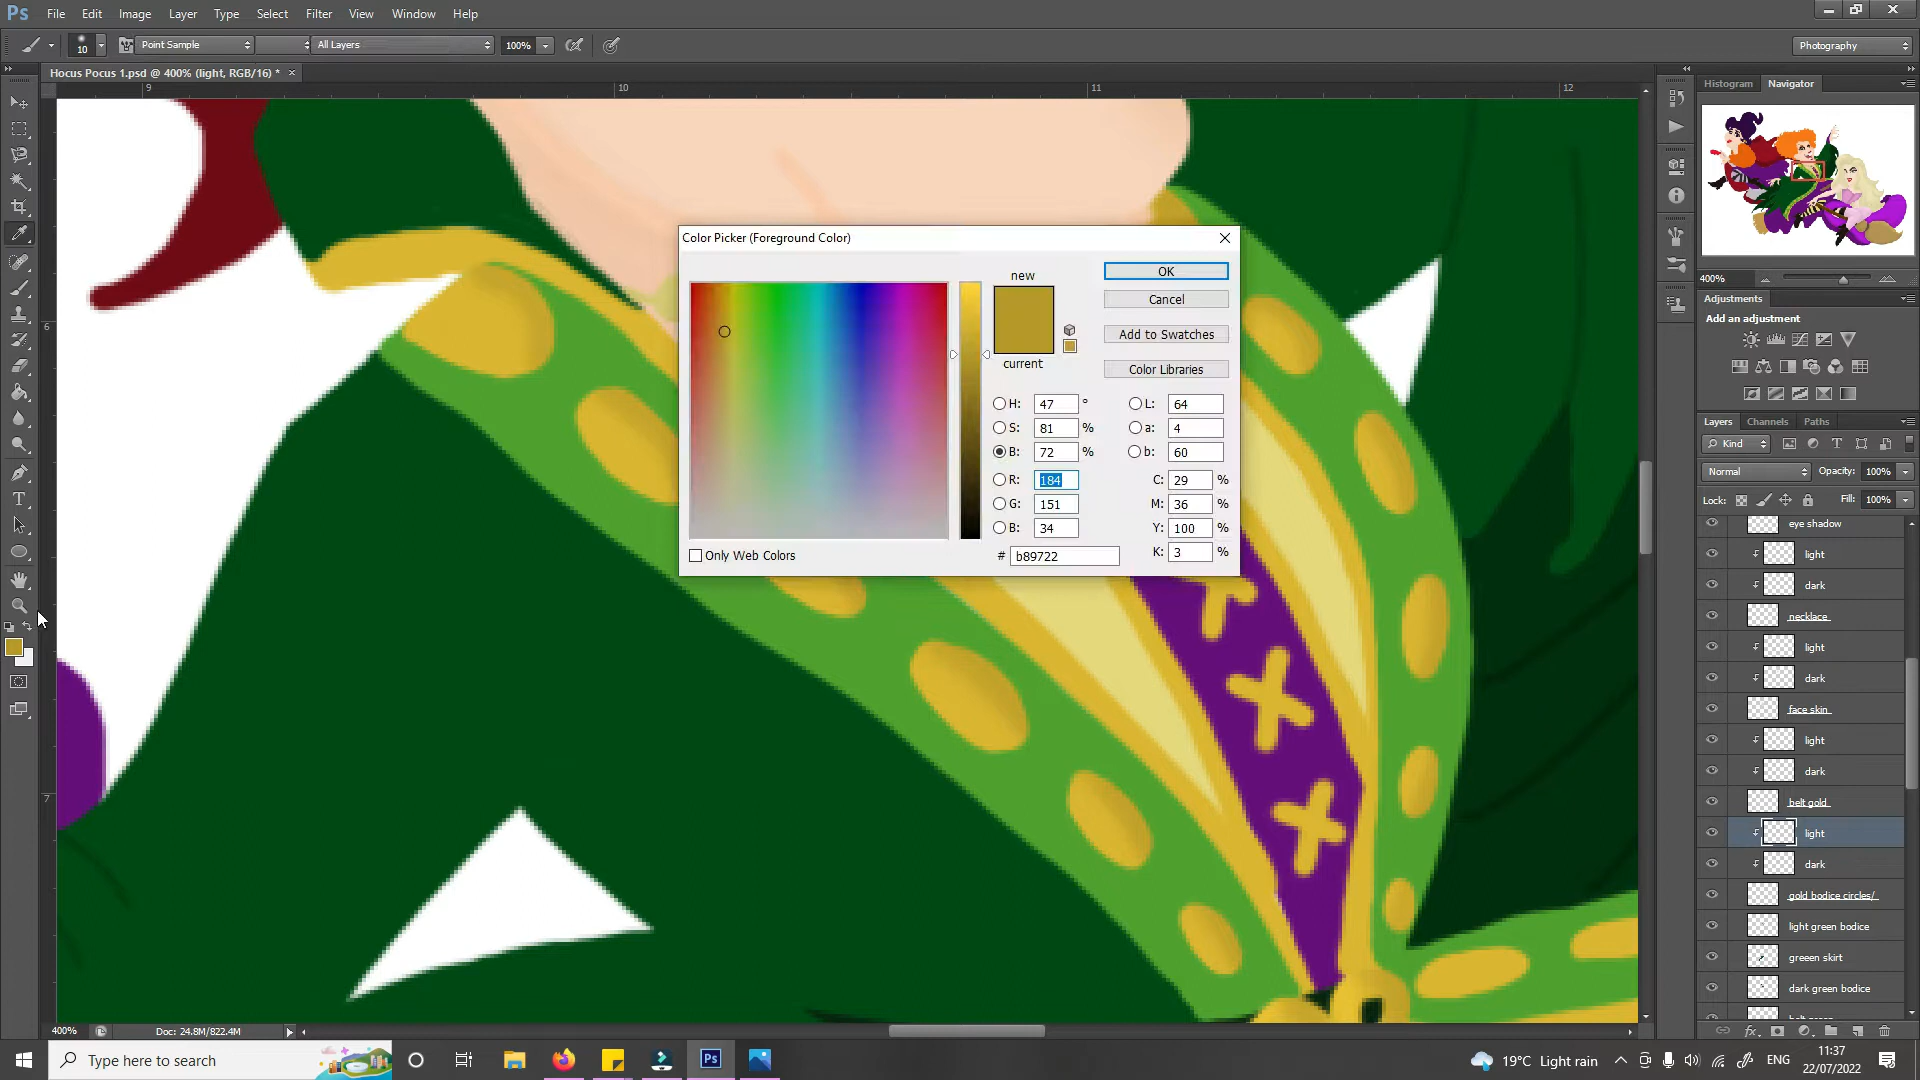 Ps File Edit Image Layer Type Select Filter View Window Help
10 Point Sample All Layers 100% Photography
Hocus Pocus 1.psd @ 400% (light, RGB/16) * ×
9 10 11 12
6
7
Histogram Navigator
400%
Adjustments
Add an adjustment
Layers Channels Paths
Kind
Normal Opacity: 100%
Lock: Fill: 100%
eye shadow
light
dark
necklace
light
dark
face skin
light
dark
belt gold
light
dark
gold bodice circles/
light green bodice
greeen skirt
dark green bodice
Color Picker (Foreground Color)
new
current
OK
Cancel
Add to Swatches
Color Libraries
H: 47 °
S: 81 %
B: 72 %
R: 184
G: 151
B: 34
L: 64
a: 4
b: 60
C: 29 %
M: 36 %
Y: 100 %
K: 3 %
# b89722
Only Web Colors
400% Doc: 24.8M/822.4M
Type here to search
Ps
19°C Light rain
ENG
11:37
22/07/2022